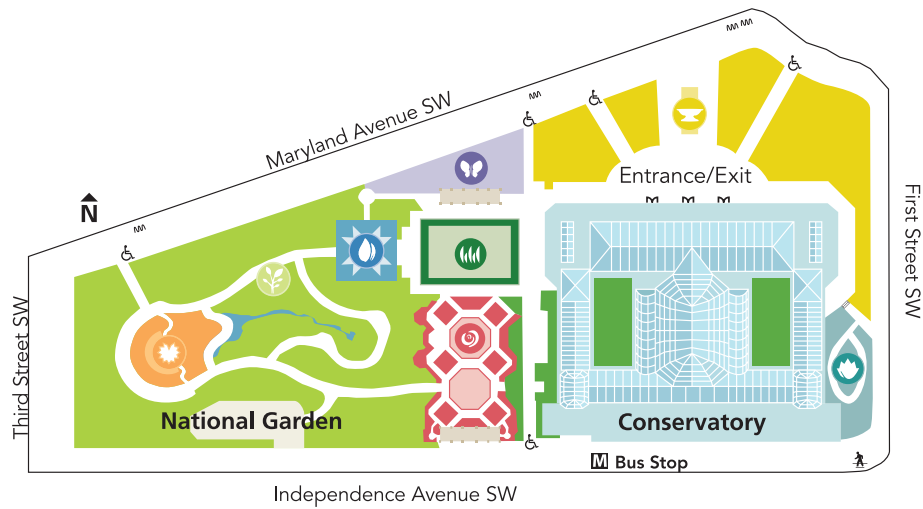 Maryland Avenue SW
Entrance/Exit
N
First Street SW
Third Street SW
National Garden
Conservatory
M Bus Stop
Independence Avenue SW